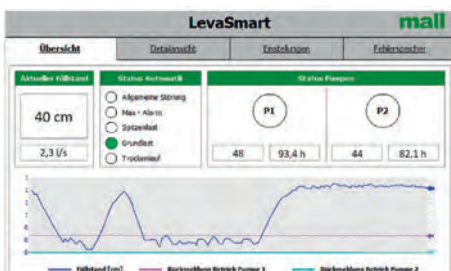 LevaSmart
mall
Übersicht
Detailansicht
Einstellungen
Fehlerspeicher
Aktueller Füllstand
40 cm
2,3 l/s
Status Automatik
Allgemeine Störung
Max - Alarm
Spitzenlast
Grundlast
Trockenlauf
Status Pumpen
P1
P2
48
93,4 h
44
82,1 h
Füllstand [cm]
Rückmeldung Betrieb Pumpe 1
Rückmeldung Betrieb Pumpe 2